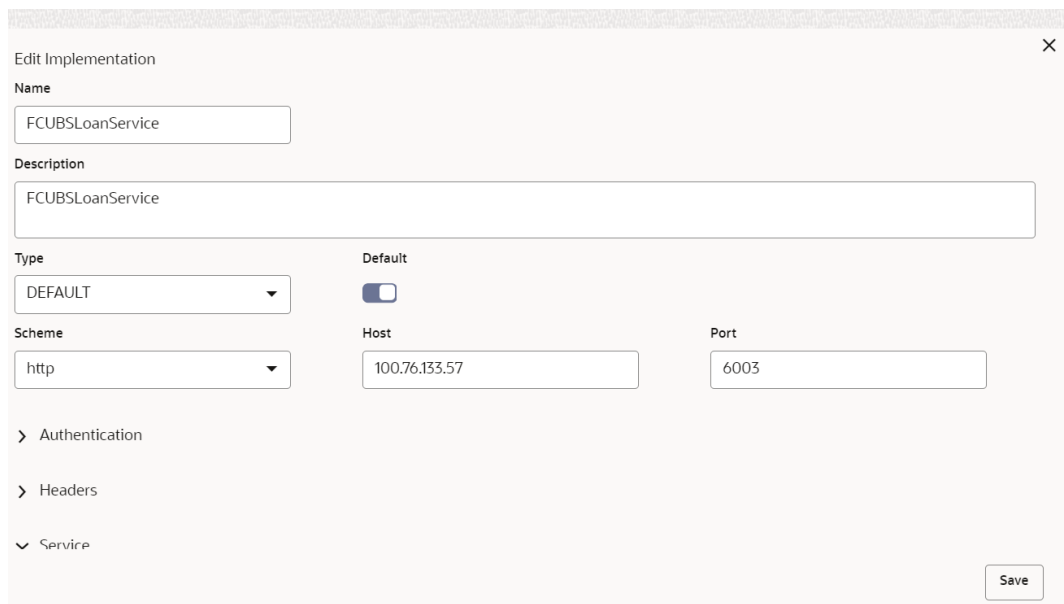 Edit Implementation
Name
FCUBSLoanService
Description
FCUBSLoanService
Type Default
DEFAULT
Scheme Host Port
http 100.76.133.57 6003
Authentication
Headers
Service
Save